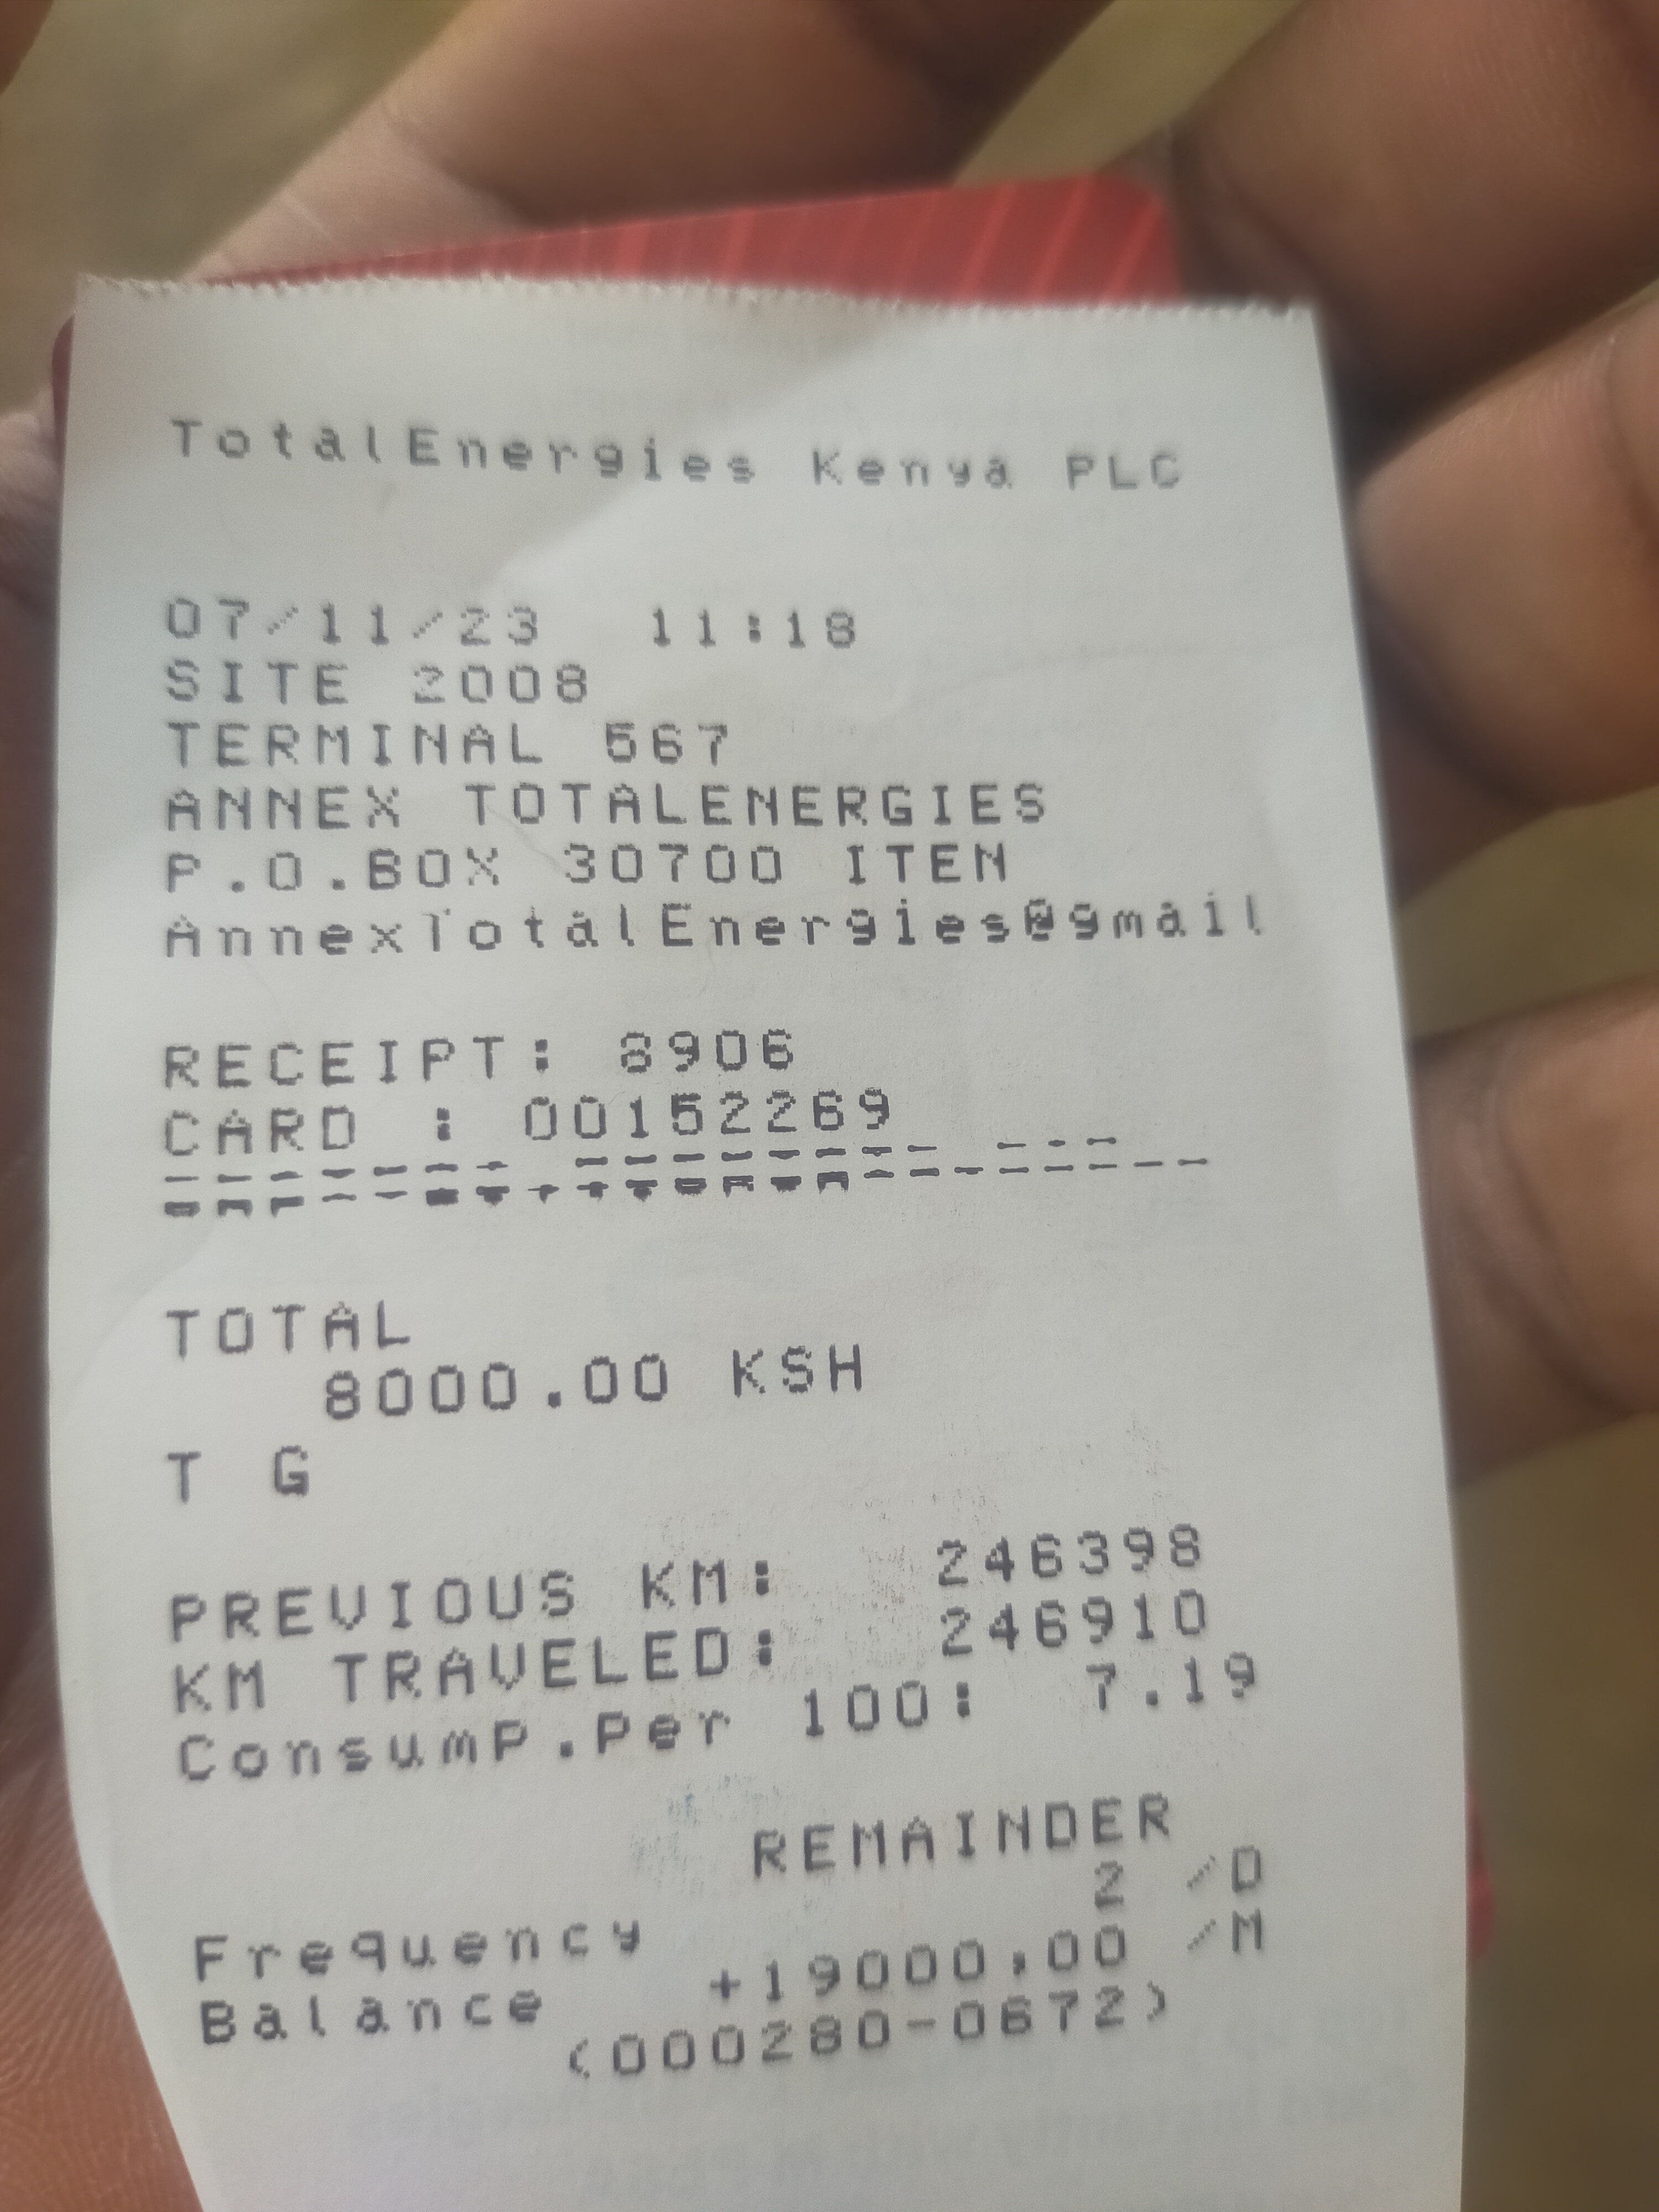 TotalEnergies Kenya PLC
07/11/23 11:18
SITE 2008
TERMINAL 567
ANNEX TOTALENERGIES
P.O.BOX 30700 ITEN
AnnexTotalEnergies@gmail
RECEIPT: 8906
CARD : 00152269
TOTAL
8000.00 KSH
T G
PREVIOUS KM: 246398
KM TRAVELED: 246910
Consump.Per 100: 7.19
REMAINDER
Frequency 2 /D
Balance +19000.00 /M
(000280-0672)